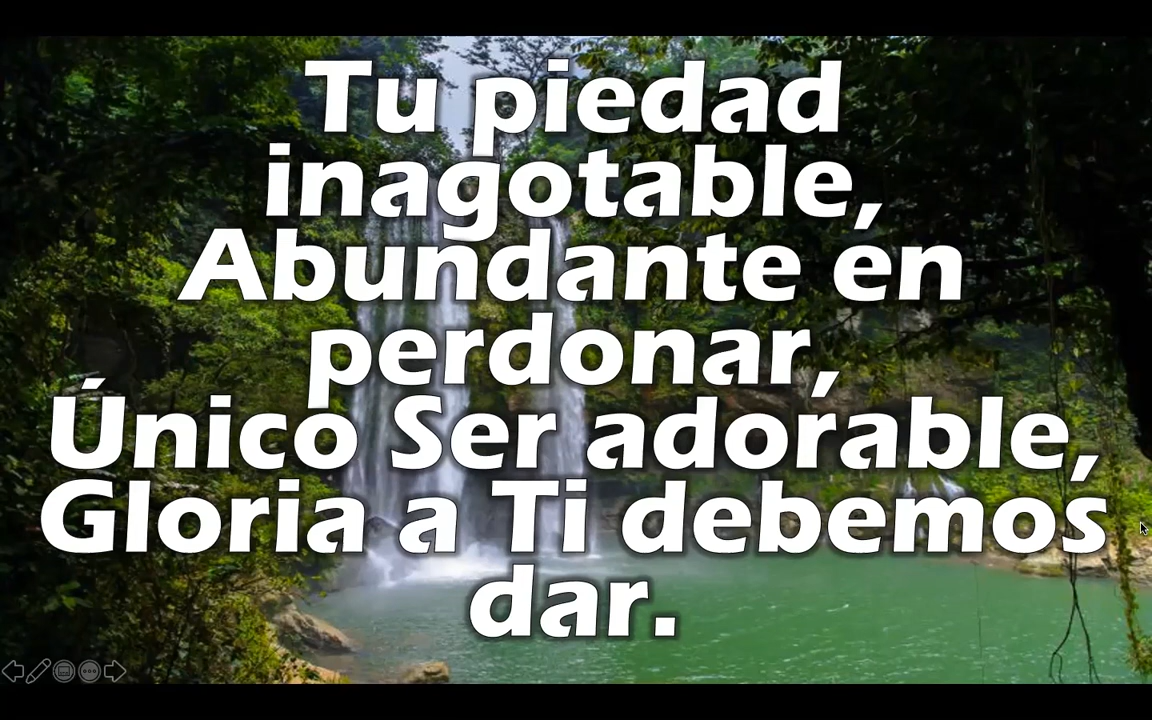 Tu piedad
inagotable,
Abundante en
perdonar,
Único Ser adorable,
Gloria a Ti debemos
dar.